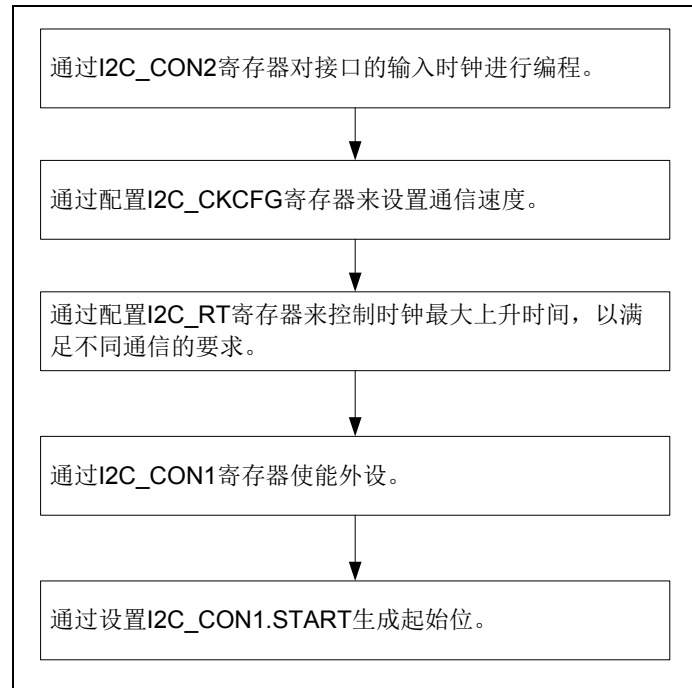 通过I2C_CON2寄存器对接口的输入时钟进行编程。
通过配置I2C_CKCFG寄存器来设置通信速度。
通过配置I2C_RT寄存器来控制时钟最大上升时间，以满
足不同通信的要求。
通过I2C_CON1寄存器使能外设。
通过设置I2C_CON1.START生成起始位。